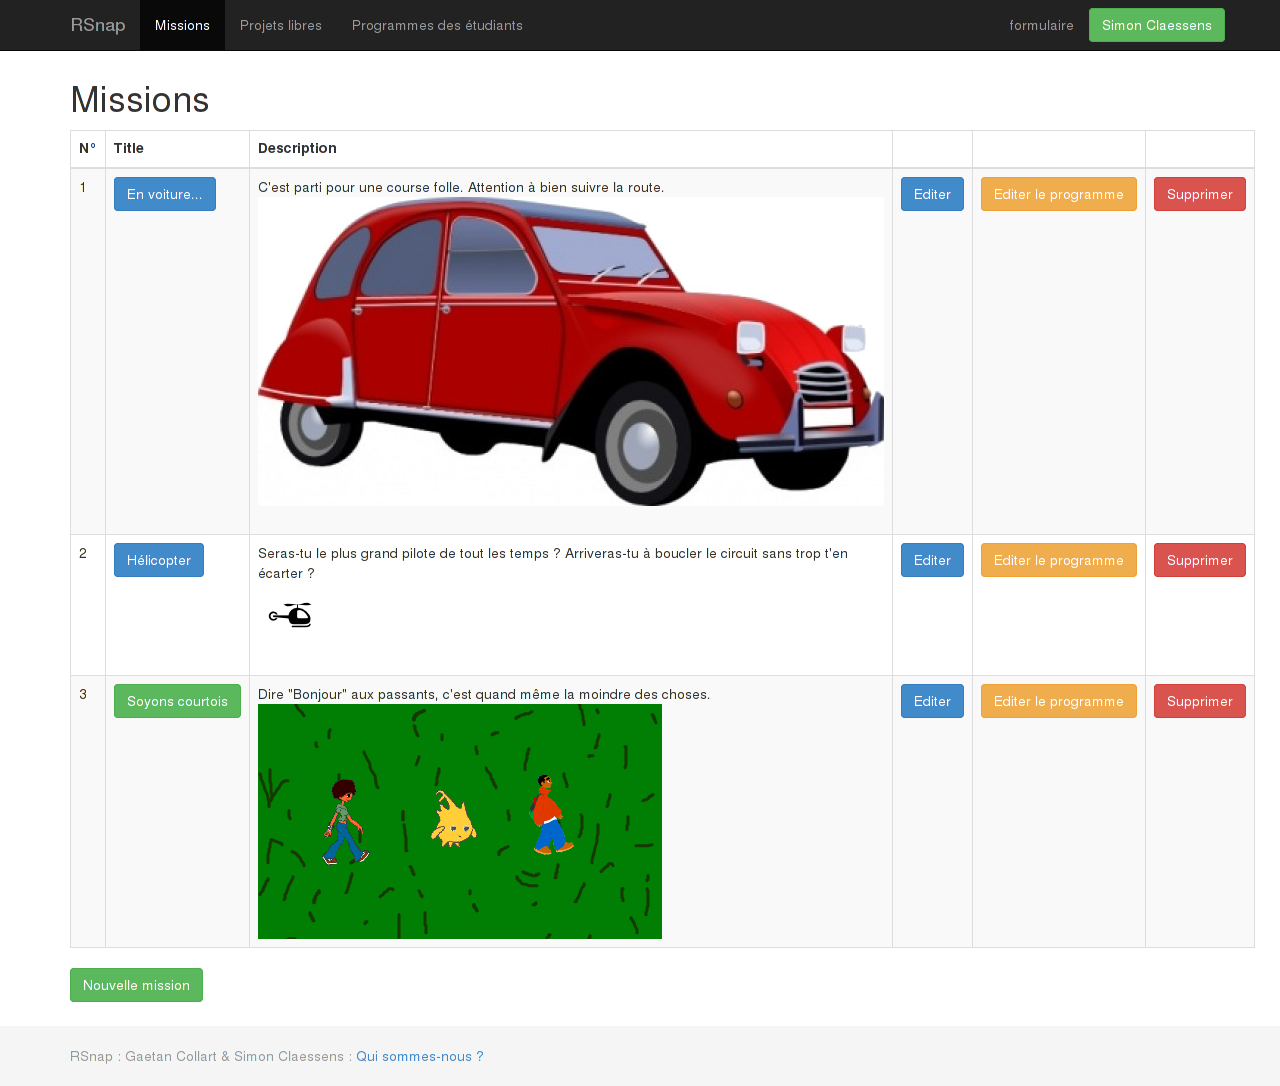 RSnap Missions Projets libres Programmes des étudiants formulaire Simon Claessens
Missions
N° Title Description
1 En voiture... C'est parti pour une course folle. Attention à bien suivre la route. Editer Editer le programme Supprimer
2 Hélicopter Seras-tu le plus grand pilote de tout les temps ? Arriveras-tu à boucler le circuit sans trop t'en Editer Editer le programme Supprimer
écarter ?
3 Soyons courtois Dire "Bonjour" aux passants, c'est quand même la moindre des choses. Editer Editer le programme Supprimer
Nouvelle mission
RSnap : Gaetan Collart & Simon Claessens : Qui sommes-nous ?